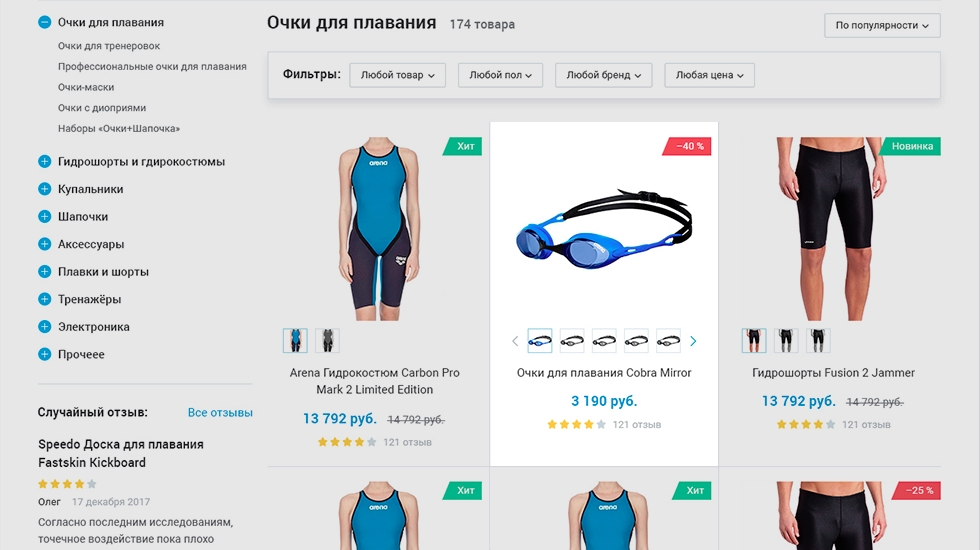 Очки для плавания
Очки для тренеровок
Профессиональные очки для плавания
Очки-маски
Очки с диоприями
Наборы «Очки+Шапочка»
Гидрошорты и гдирокостюмы
Купальники
Шапочки
Аксессуары
Плавки и шорты
Тренажёры
Электроника
Прочеее
Случайный отзыв: Все отзывы
Speedo Доска для плавания
Fastskin Kickboard
Олег 17 декабря 2017
Согласно последним исследованиям,
точечное воздействие пока плохо
Очки для плавания 174 товара
По популярности
Фильтры: Любой товар Любой пол Любой бренд Любая цена
Хит
arena
arena
Arena Гидрокостюм Carbon Pro
Mark 2 Limited Edition
13 792 руб. 14 792 руб.
121 отзыв
−40 %
Очки для плавания Cobra Mirror
3 190 руб.
121 отзыв
Новинка
Гидрошорты Fusion 2 Jammer
13 792 руб. 14 792 руб.
121 отзыв
Хит
arena
Хит
arena
−25 %